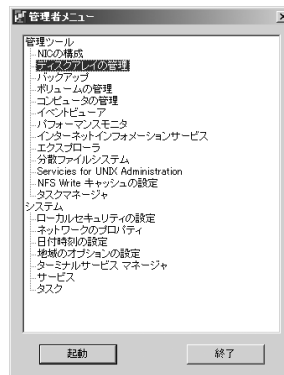 管理者メニュー
管理ツール
NICの構成
ディスクアレイの管理
バックアップ
ボリュームの管理
コンピュータの管理
イベントビューア
パフォーマンスモニタ
インターネットインフォメーションサービス
エクスプローラ
分散ファイルシステム
Servicies for UNIX Administration
NFS Write キャッシュの設定
タスクマネージャ
システム
ローカルセキュリティの設定
ネットワークのプロパティ
日付時刻の設定
地域のオプションの設定
ターミナルサービス マネージャ
サービス
タスク
起動
終了